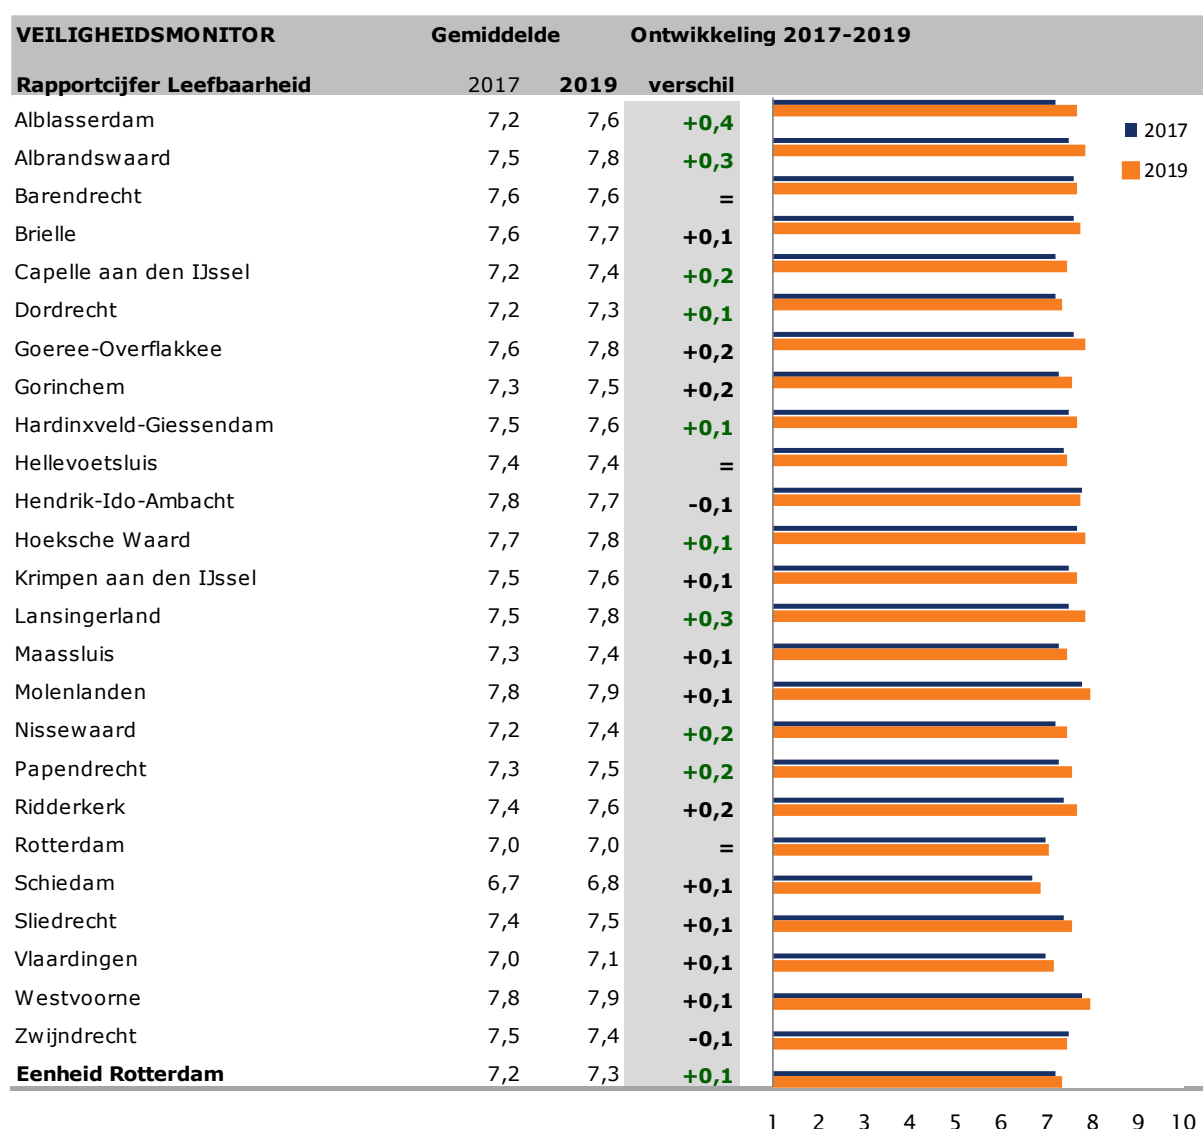 VEILIGHEIDSMONITOR Gemiddelde Ontwikkeling 2017-2019
Rapportcijfer Leefbaarheid 2017 2019 verschil
Alblasserdam 7,2 7,6 +0,4
2017
Albrandswaard 7,5 7,8 +0,3
2019
Barendrecht 7,6 7,6 =
Brielle 7,6 7,7 +0,1
Capelle aan den IJssel 7,2 7,4 +0,2
Dordrecht 7,2 7,3 +0,1
Goeree-Overflakkee 7,6 7,8 +0,2
Gorinchem 7,3 7,5 +0,2
Hardinxveld-Giessendam 7,5 7,6 +0,1
Hellevoetsluis 7,4 7,4 =
Hendrik-Ido-Ambacht 7,8 7,7 -0,1
Hoeksche Waard 7,7 7,8 +0,1
Krimpen aan den IJssel 7,5 7,6 +0,1
Lansingerland 7,5 7,8 +0,3
Maassluis 7,3 7,4 +0,1
Molenlanden 7,8 7,9 +0,1
Nissewaard 7,2 7,4 +0,2
Papendrecht 7,3 7,5 +0,2
Ridderkerk 7,4 7,6 +0,2
Rotterdam 7,0 7,0 =
Schiedam 6,7 6,8 +0,1
Sliedrecht 7,4 7,5 +0,1
Vlaardingen 7,0 7,1 +0,1
Westvoorne 7,8 7,9 +0,1
Zwijndrecht 7,5 7,4 -0,1
Eenheid Rotterdam 7,2 7,3 +0,1
1 2 3 4 5 6 7 8 9 10